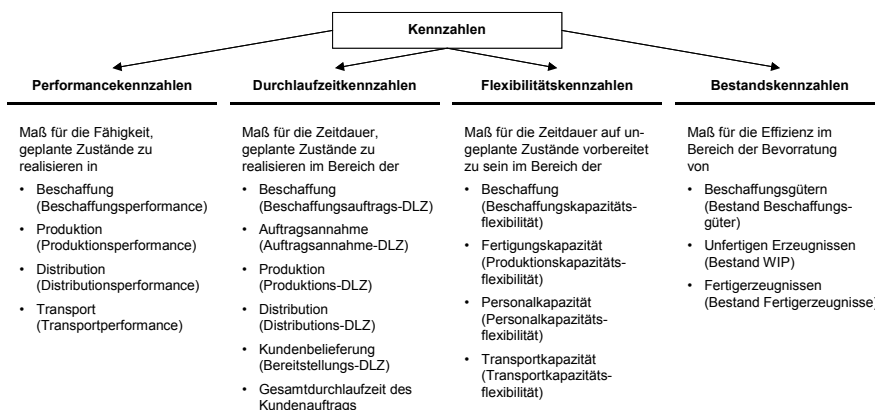 Kennzahlen
Performancekennzahlen
Maß für die Fähigkeit,
geplante Zustände zu
realisieren in
• Beschaffung
(Beschaffungsperformance)
• Produktion
(Produktionsperformance)
• Distribution
(Distributionsperformance)
• Transport
(Transportperformance)
Durchlaufzeitkennzahlen
Maß für die Zeitdauer,
geplante Zustände zu
realisieren im Bereich der
• Beschaffung
(Beschaffungsauftrags-DLZ)
• Auftragsannahme
(Auftragsannahme-DLZ)
• Produktion
(Produktions-DLZ)
• Distribution
(Distributions-DLZ)
• Kundenbelieferung
(Bereitstellungs-DLZ)
• Gesamtdurchlaufzeit des
Kundenauftrags
Flexibilitätskennzahlen
Maß für die Zeitdauer auf un-
geplante Zustände vorbereitet
zu sein im Bereich der
• Beschaffung
(Beschaffungskapazitäts-
flexibilität)
• Fertigungskapazität
(Produktionskapazitäts-
flexibilität)
• Personalkapazität
(Personalkapazitäts-
flexibilität)
• Transportkapazität
(Transportkapazitäts-
flexibilität)
Bestandskennzahlen
Maß für die Effizienz im
Bereich der Bevorratung
von
• Beschaffungsgütern
(Bestand Beschaffungs-
güter)
• Unfertigen Erzeugnissen
(Bestand WIP)
• Fertigerzeugnissen
(Bestand Fertigerzeugnisse)